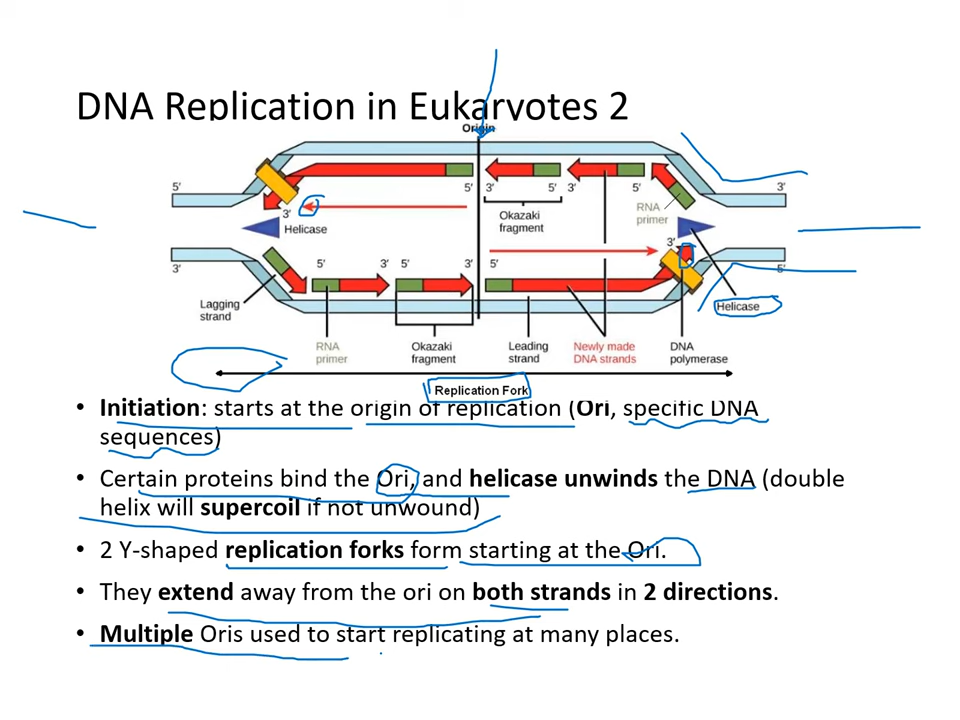 DNA Replication in Eukaryotes 2
Origin
5'
3'
5'
3'
5'
3'
5'
3'
Helicase
Okazaki
fragment
RNA
primer
3'
3'
5'
3'
5'
3'
5'
5'
Lagging
strand
Helicase
RNA
primer
Okazaki
fragment
Leading
strand
Newly made
DNA strands
DNA
polymerase
Replication Fork
• Initiation: starts at the origin of replication (Ori, specific DNA
sequences)
• Certain proteins bind the Ori, and helicase unwinds the DNA (double
helix will supercoil if not unwound)
• 2 Y-shaped replication forks form starting at the Ori.
• They extend away from the ori on both strands in 2 directions.
• Multiple Oris used to start replicating at many places.